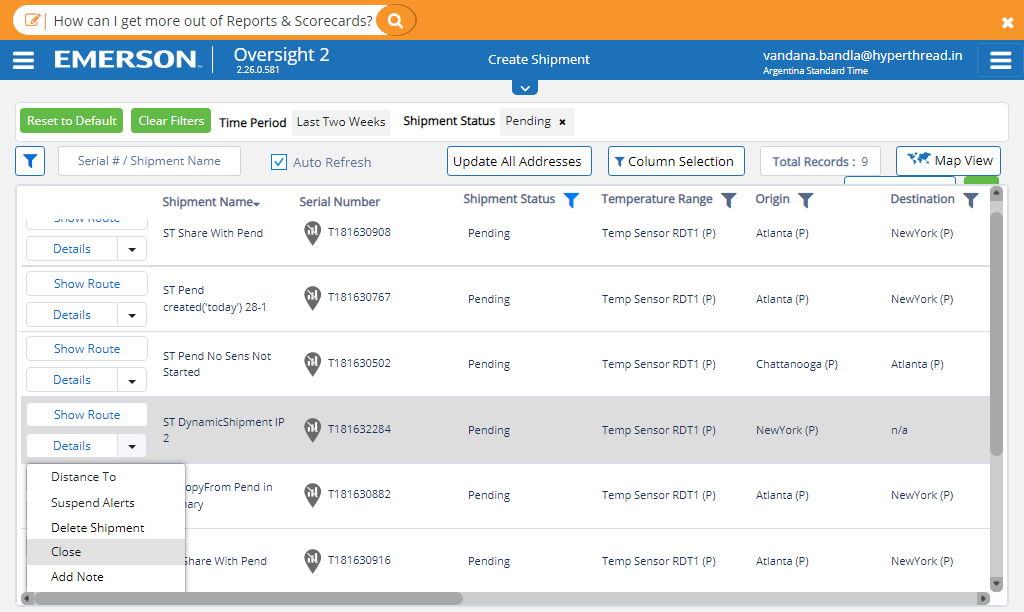 How can I get more out of Reports & Scorecards?
EMERSON.
Oversight 2
2.26.0.581
Create Shipment
vandana.bandla@hyperthread.in
Argentina Standard Time
Reset to Default
Clear Filters
Time Period
Last Two Weeks
Shipment Status
Pending ×
Serial # / Shipment Name
Auto Refresh
Update All Addresses
Column Selection
Total Records : 9
Map View
Shipment Name
Serial Number
Shipment Status
Temperature Range
Origin
Destination
Show Route
Details
ST Share With Pend
T181630908
Pending
Temp Sensor RDT1 (P)
Atlanta (P)
NewYork (P)
Show Route
Details
ST Pend
created('today') 28-1
T181630767
Pending
Temp Sensor RDT1 (P)
Atlanta (P)
NewYork (P)
Show Route
Details
ST Pend No Sens Not
Started
T181630502
Pending
Temp Sensor RDT1 (P)
Chattanooga (P)
Atlanta (P)
Show Route
Details
ST DynamicShipment IP
2
T181632284
Pending
Temp Sensor RDT1 (P)
NewYork (P)
n/a
Distance To
Suspend Alerts
Delete Shipment
Close
Add Note
opyFrom Pend in
ary
T181630882
Pending
Temp Sensor RDT1 (P)
Atlanta (P)
NewYork (P)
Share With Pend
T181630916
Pending
Temp Sensor RDT1 (P)
Atlanta (P)
NewYork (P)